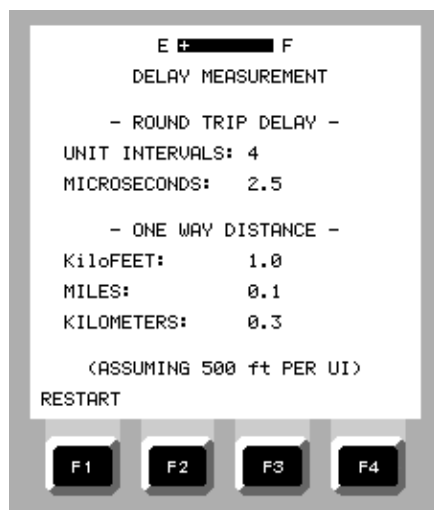 E + F
DELAY MEASUREMENT
- ROUND TRIP DELAY -
UNIT INTERVALS: 4
MICROSECONDS: 2.5
- ONE WAY DISTANCE -
KiloFEET: 1.0
MILES: 0.1
KILOMETERS: 0.3
(ASSUMING 500 ft PER UI)
RESTART
F1 F2 F3 F4